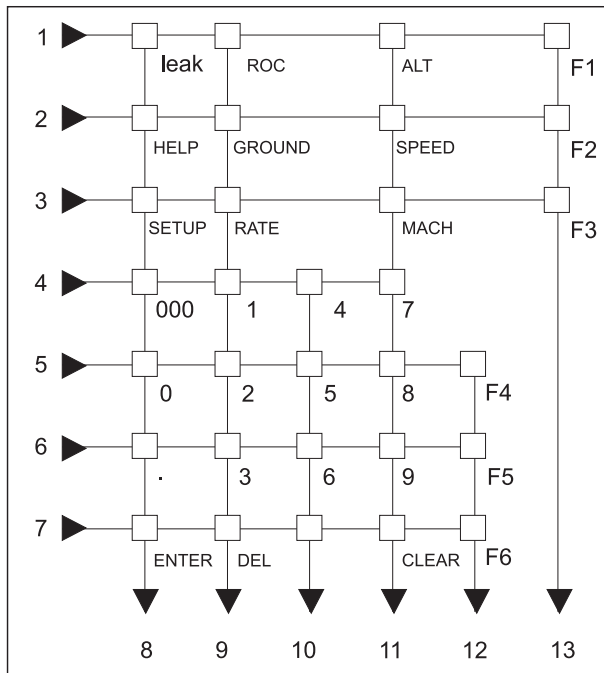 1
leak ROC ALT F1
2
HELP GROUND SPEED F2
3
SETUP RATE MACH F3
4
000 1 4 7
5
0 2 5 8 F4
6
. 3 6 9 F5
7
ENTER DEL CLEAR F6
8 9 10 11 12 13